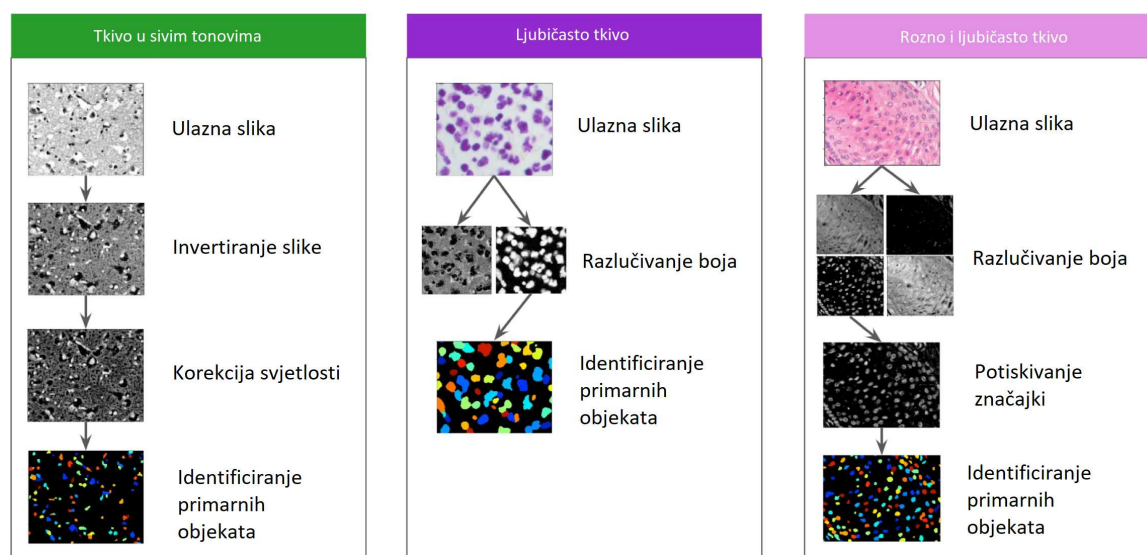 Tkivo u sivim tonovima
Ulazna slika
Invertiranje slike
Korekcija svjetlosti
Identificiranje
primarnih
objekata
Ljubičasto tkivo
Ulazna slika
Razlučivanje boja
Identificiranje
primarnih
objekata
Rozno i ljubičasto tkivo
Ulazna slika
Razlučivanje boja
Potiskivanje
značajki
Identificiranje
primarnih
objekata